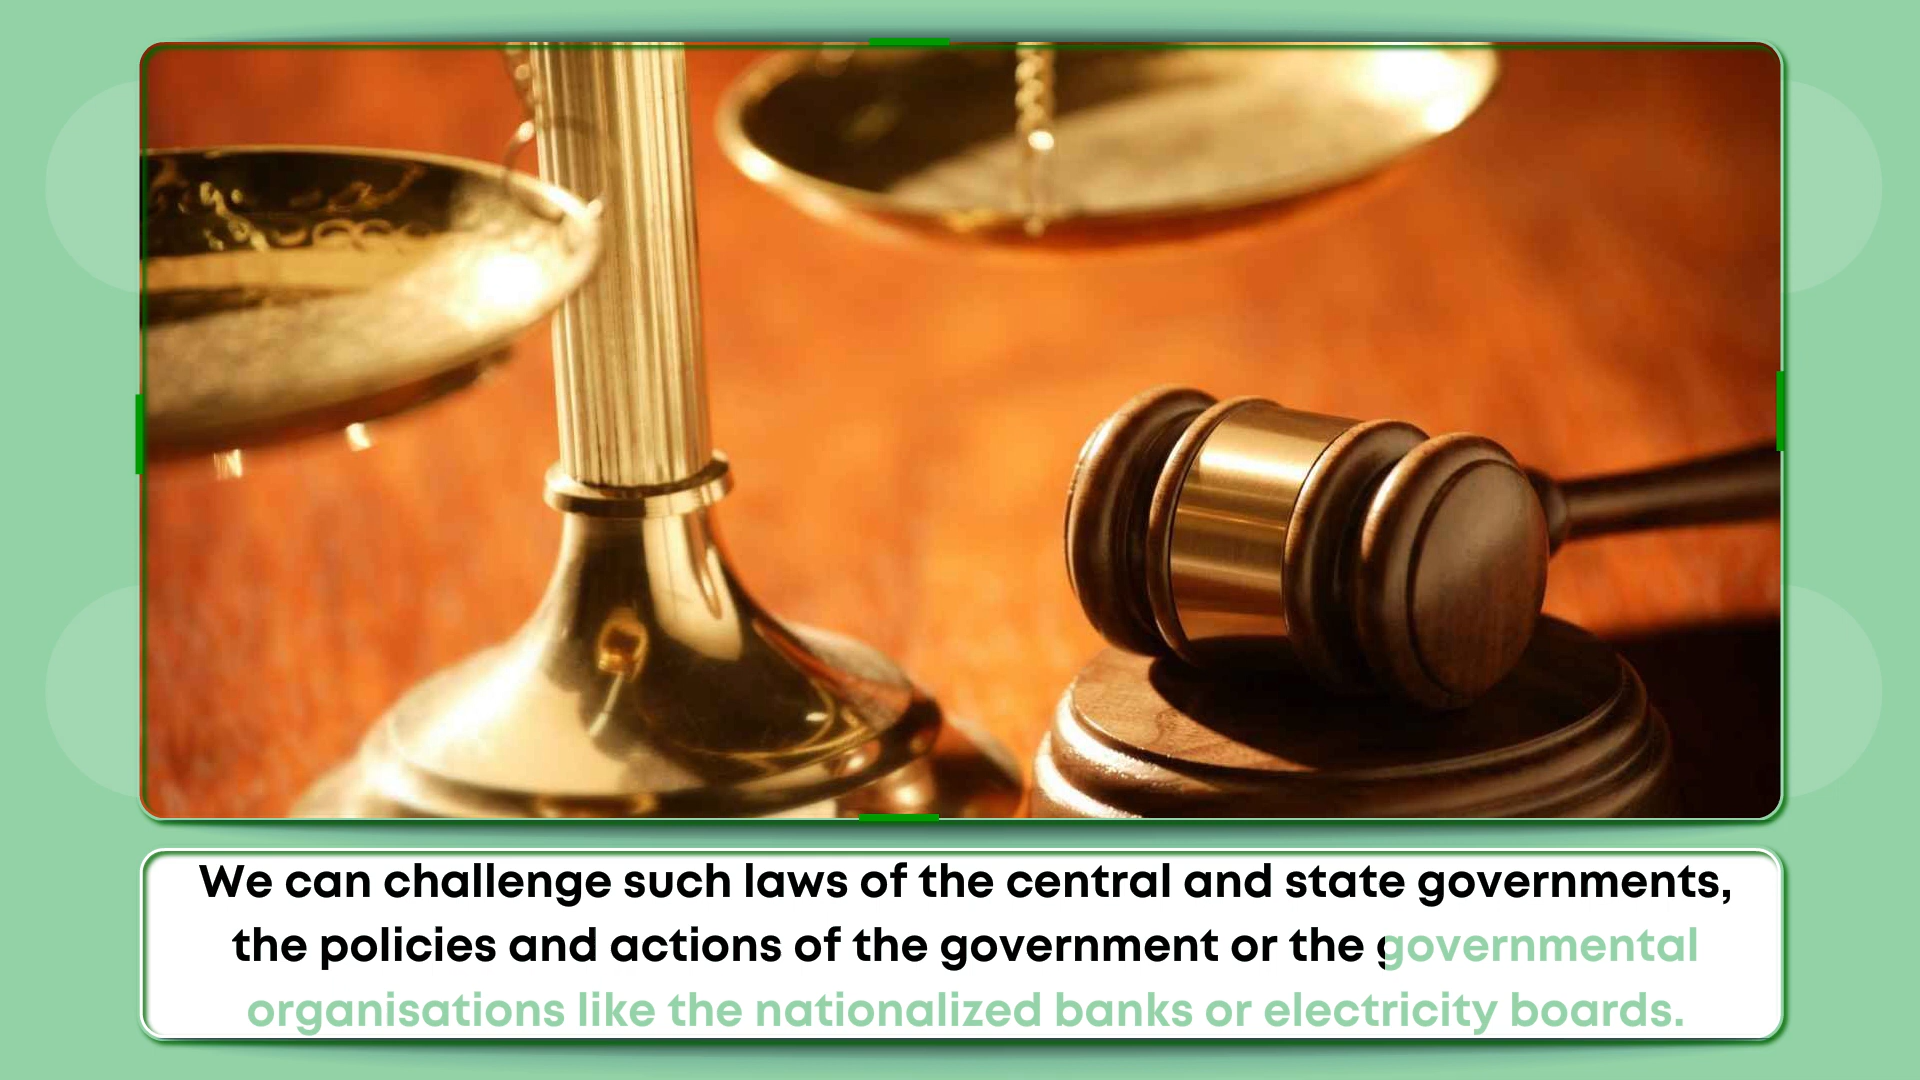 We can challenge such laws of the central and state governments,
the policies and actions of the government or the governmental
organisations like the nationalized banks or electricity boards.